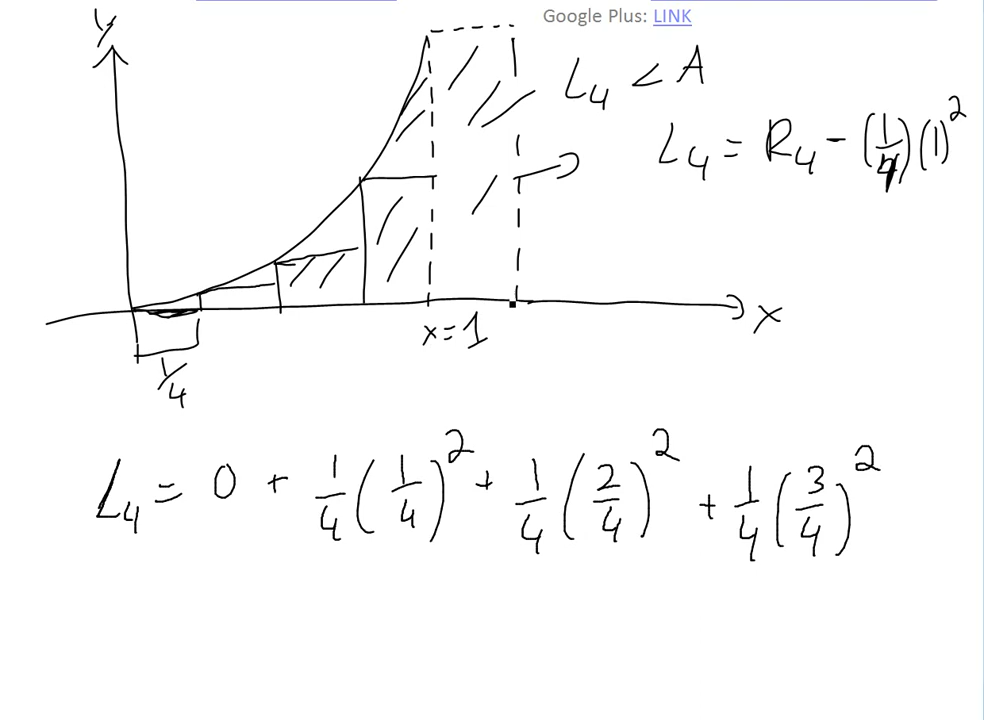 Google Plus: LINK
y
L₄ < A
L₄ = R₄ - (1/4)(1)²
x
x = 1
1/4
L₄ = 0 + 1/4 (1/4)² + 1/4 (2/4)² + 1/4 (3/4)²